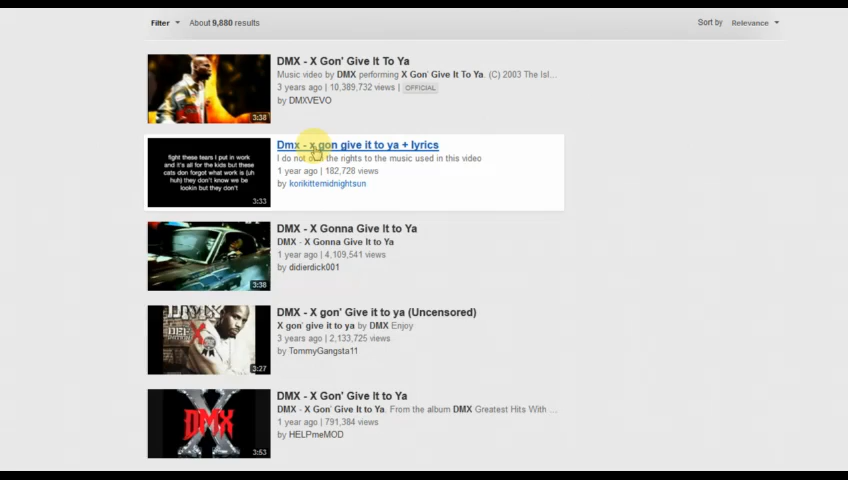 Filter About 9,880 results Sort by Relevance
DMX - X Gon' Give It To Ya
Music video by DMX performing X Gon' Give It To Ya. (C) 2003 The Isl...
3 years ago | 10,389,732 views | OFFICIAL
by DMXVEVO
3:38
Dmx - x gon give it to ya + lyrics
I do not own the rights to the music used in this video
1 year ago | 182,728 views
by korikittemidnightsun
fight these tears I put in work
and it's all for the kids but these
cats don forgot what work is (uh
huh) they don't know we be
lookin but they don't
3:33
DMX - X Gonna Give It to Ya
DMX - X Gonna Give It to Ya
1 year ago | 4,109,541 views
by didierdick001
3:38
DMX - X gon' Give it to ya (Uncensored)
X gon' give it to ya by DMX Enjoy
3 years ago | 2,133,725 views
by TommyGangsta11
DMX
3:27
DMX - X Gon' Give It to Ya
DMX - X Gon' Give It to Ya. From the album DMX Greatest Hits With ...
1 year ago | 791,384 views
by HELPmeMOD
DMX
3:53